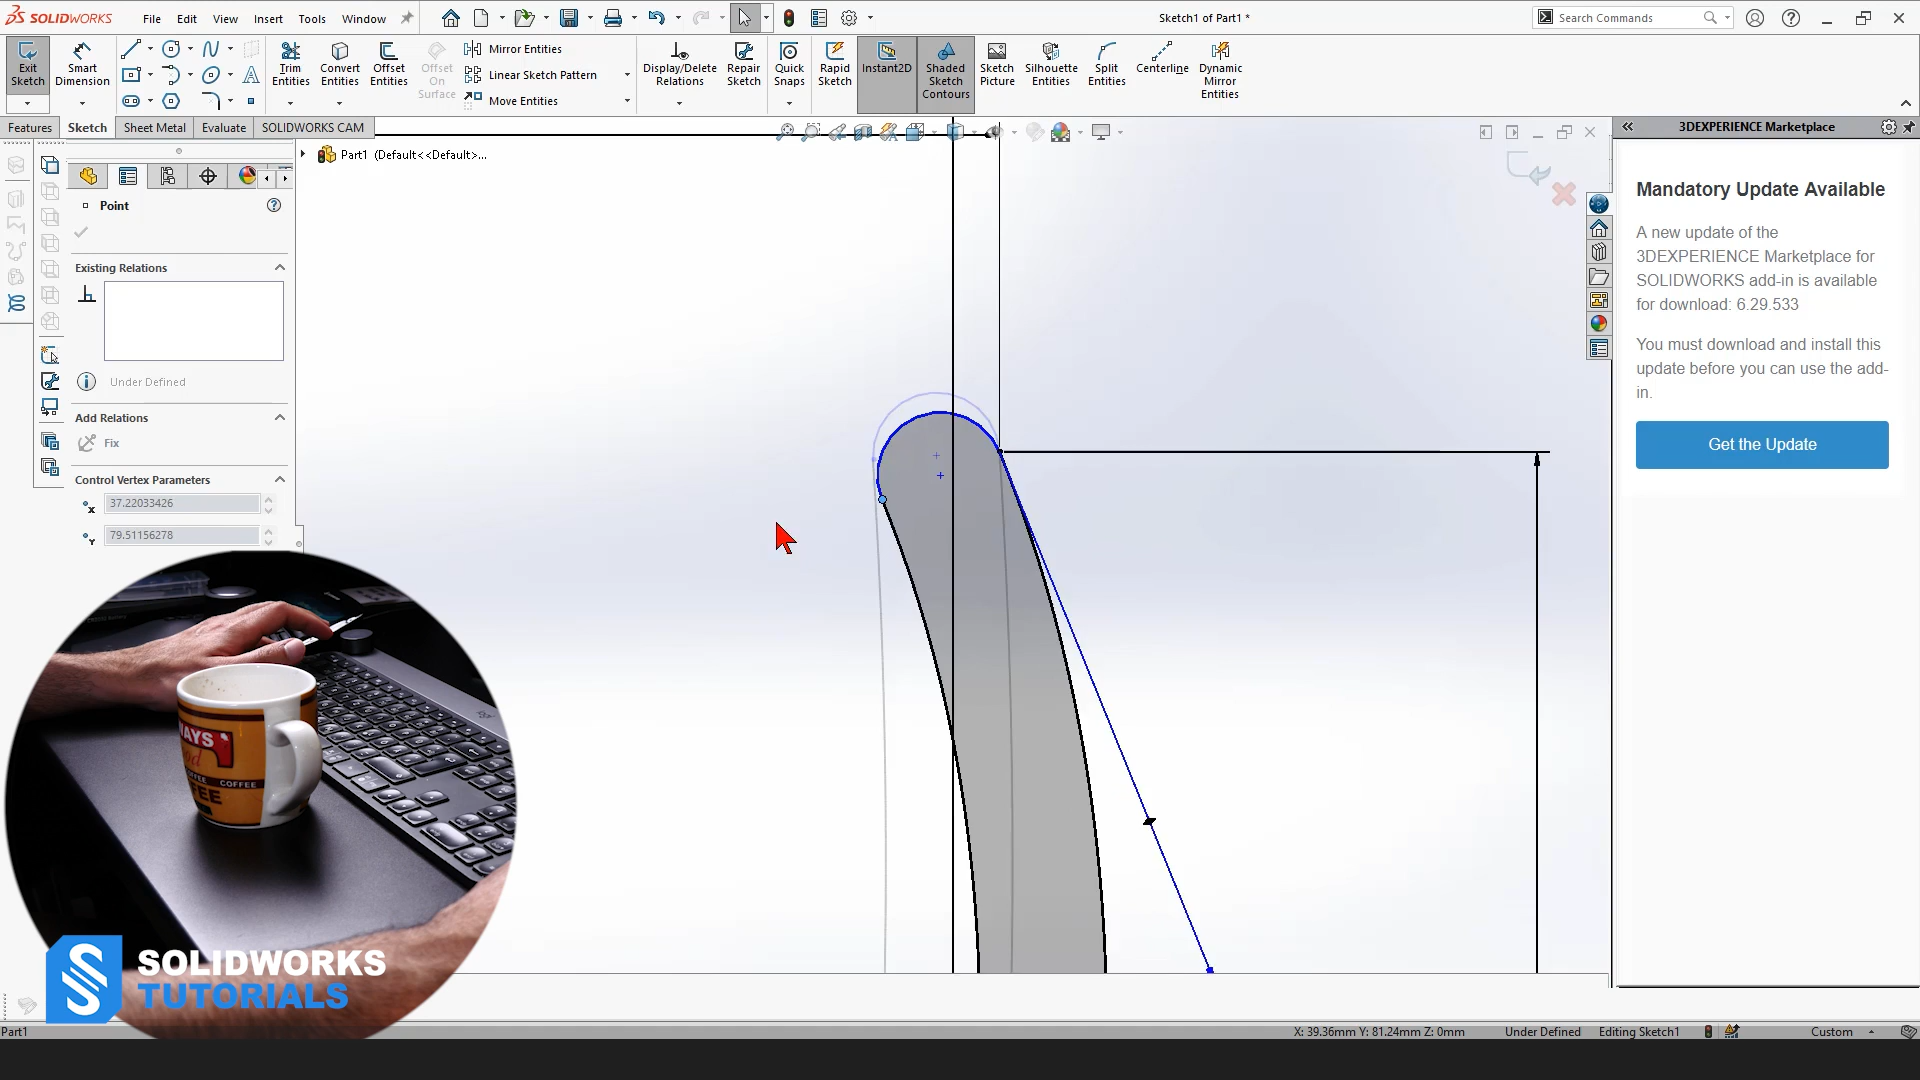 SOLIDWORKS
File Edit View Insert Tools Window
Sketch1 of Part1 *
Search Commands
Exit Sketch
Smart Dimension
Trim Entities
Convert Entities
Offset Entities
Offset On Surface
Mirror Entities
Linear Sketch Pattern
Move Entities
Display/Delete Relations
Repair Sketch
Quick Snaps
Rapid Sketch
Instant2D
Shaded Sketch Contours
Sketch Picture
Silhouette Entities
Split Entities
Centerline
Dynamic Mirror Entities
Features Sketch Sheet Metal Evaluate SOLIDWORKS CAM
3DEXPERIENCE Marketplace
Part1 (Default<<Default>...
Point
Existing Relations
Under Defined
Add Relations
Fix
Control Vertex Parameters
X 37.22033426
Y 79.51156278
Mandatory Update Available
A new update of the
3DEXPERIENCE Marketplace for
SOLIDWORKS add-in is available
for download: 6.29.533
You must download and install this
update before you can use the add-
in.
Get the Update
COFFEE
COFFEE
SOLIDWORKS
TUTORIALS
Part1
X: 39.36mm Y: 81.24mm Z: 0mm Under Defined Editing Sketch1 Custom